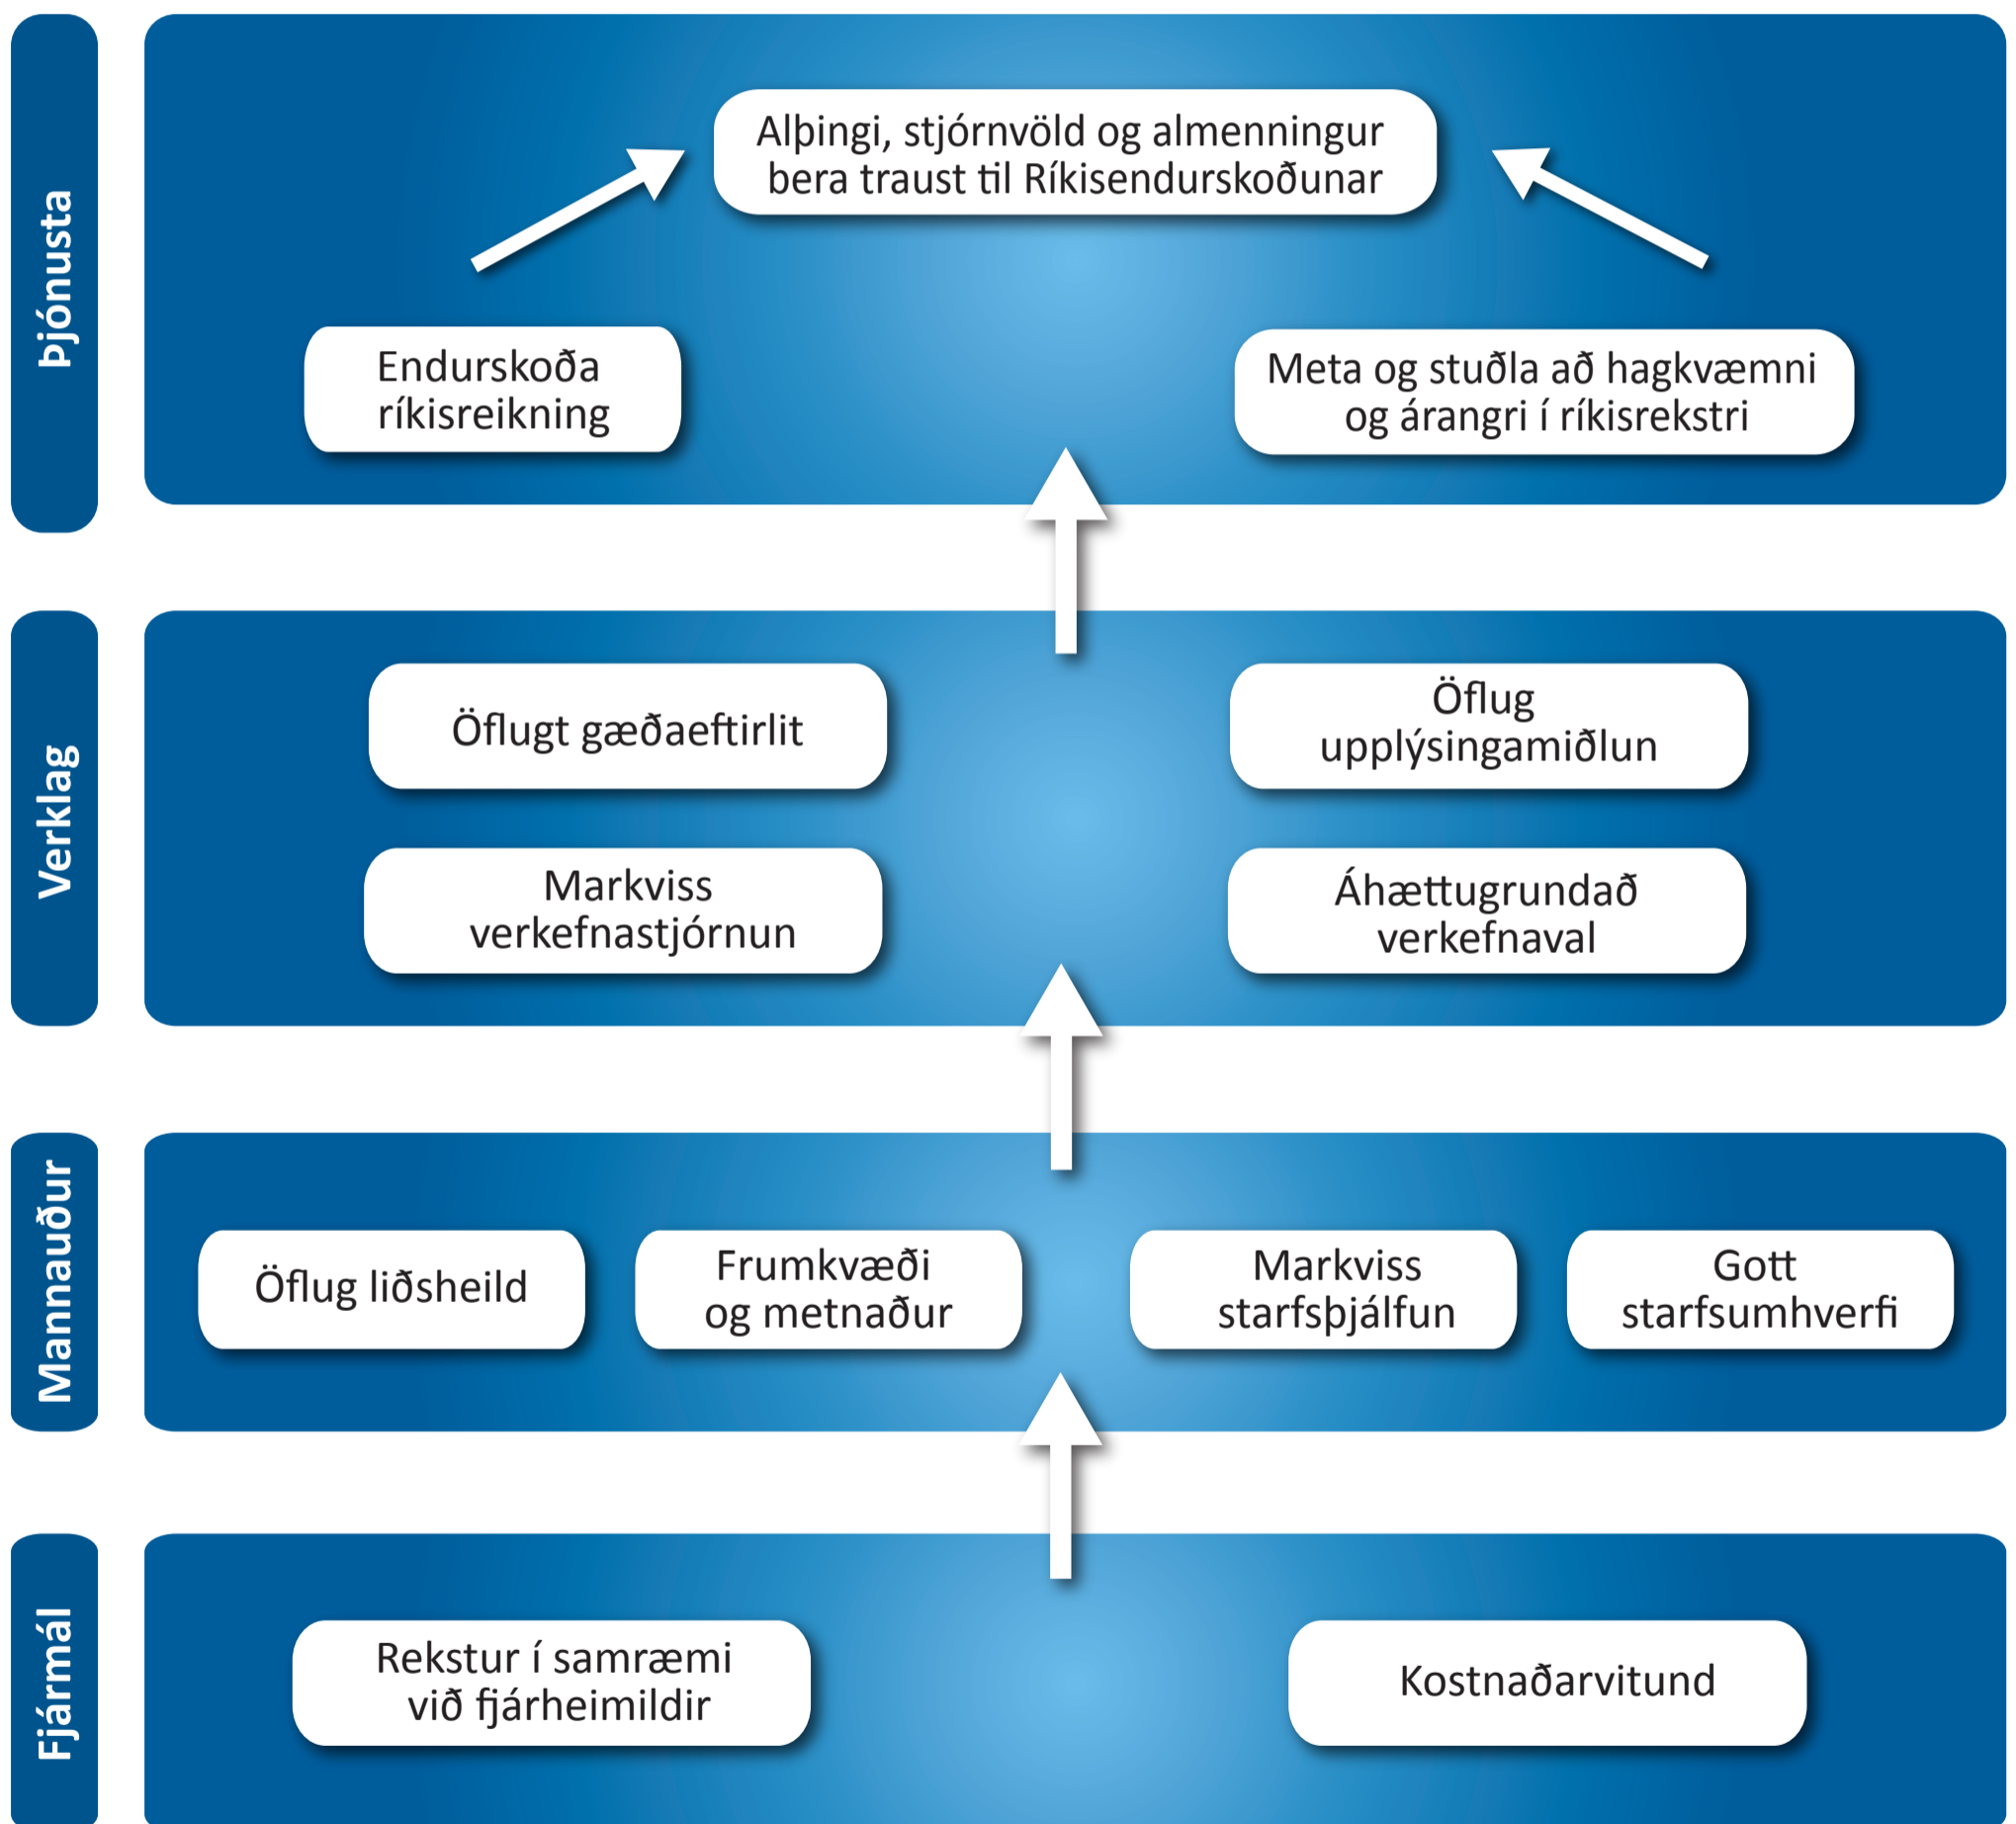 Þjónusta
Alþingi, stjórnvöld og almenningur
bera traust til Ríkisendurskoðunar
Endurskoða
ríkisreikning
Meta og stuðla að hagkvæmni
og árangri í ríkisrekstri
Verklag
Öflugt gæðaeftirlit
Öflug
upplýsingamiðlun
Markviss
verkefnastjórnun
Áhættugrundað
verkefnaval
Mannauður
Öflug liðsheild
Frumkvæði
og metnaður
Markviss
starfsþjálfun
Gott
starfsumhverfi
Fjármál
Rekstur í samræmi
við fjárheimildir
Kostnaðarvitund